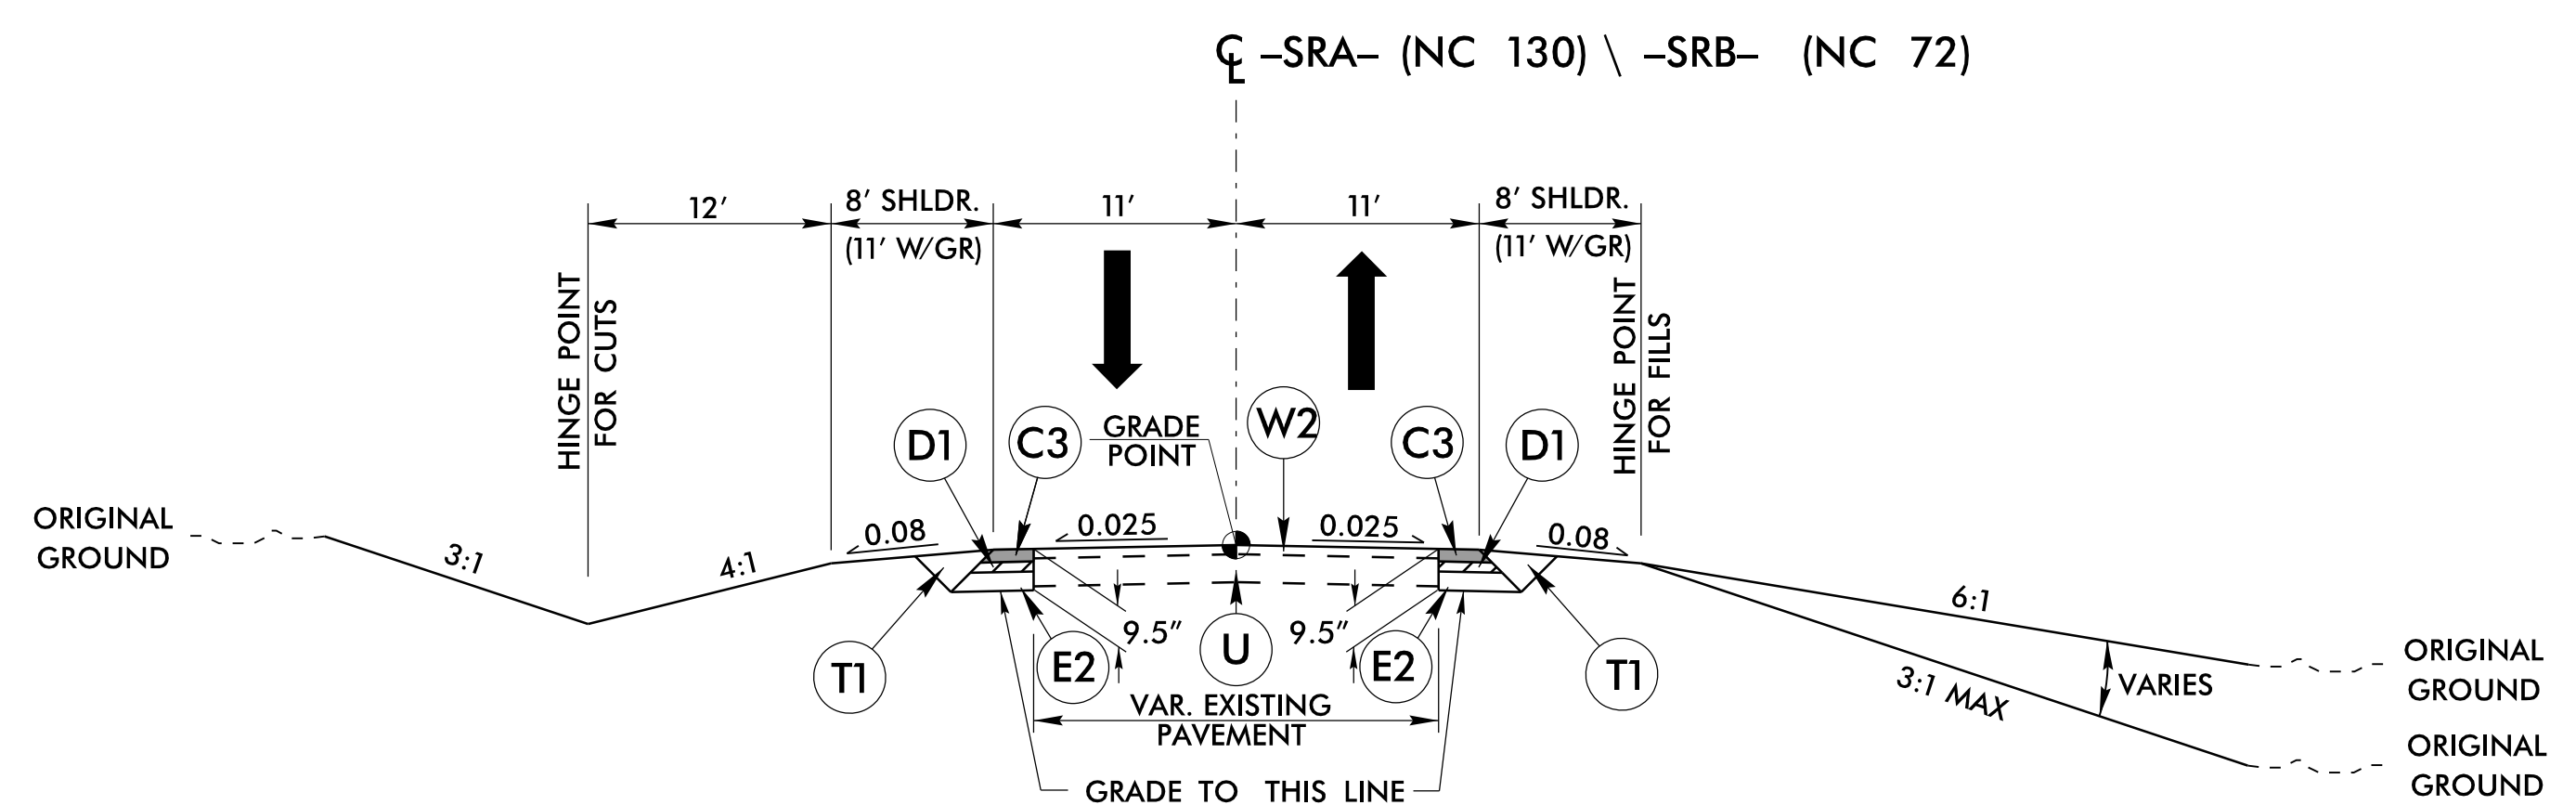 ℄ –SRA– (NC 130) \ –SRB– (NC 72)
12′
8′ SHLDR.
(11′ W/GR)
11′
11′
8′ SHLDR.
(11′ W/GR)
HINGE POINT
FOR CUTS
HINGE POINT
FOR FILLS
D1
C3
GRADE
POINT
W2
C3
D1
ORIGINAL
GROUND
3:1
4:1
0.08
0.025
0.025
0.08
6:1
3:1 MAX
VARIES
ORIGINAL
GROUND
ORIGINAL
GROUND
T1
E2
9.5″
U
9.5″
E2
T1
VAR. EXISTING
PAVEMENT
GRADE TO THIS LINE